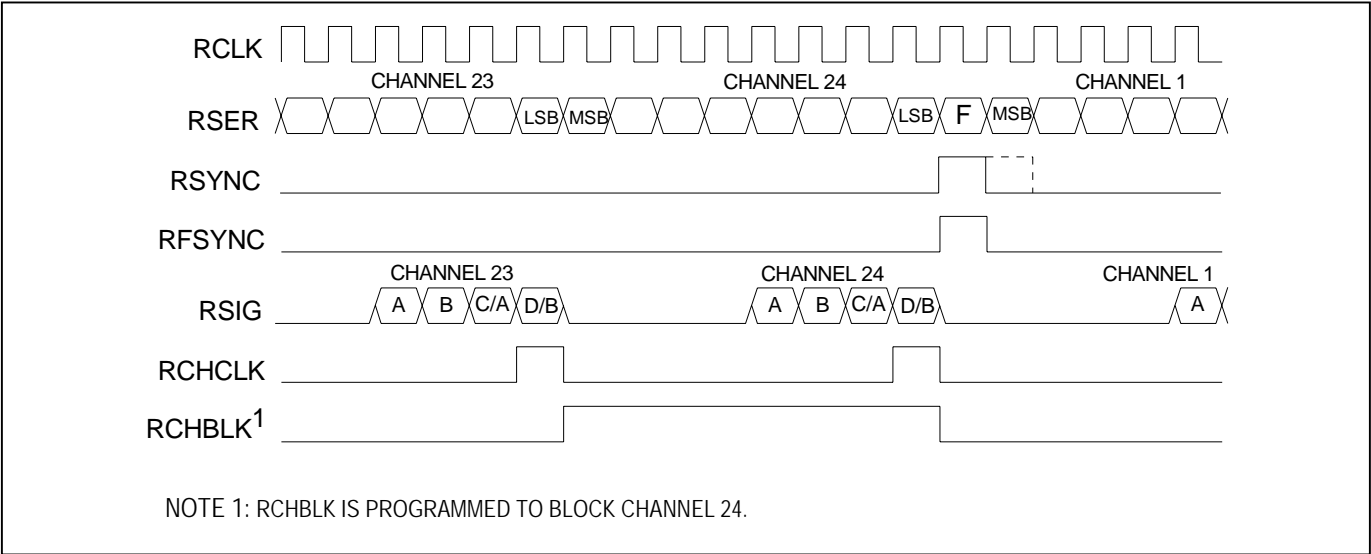 RCLK
CHANNEL 23 CHANNEL 24 CHANNEL 1
RSER LSB MSB LSB F MSB
RSYNC
RFSYNC
CHANNEL 23 CHANNEL 24 CHANNEL 1
RSIG A B C/A D/B A B C/A D/B A
RCHCLK
RCHBLK1
NOTE 1: RCHBLK IS PROGRAMMED TO BLOCK CHANNEL 24.